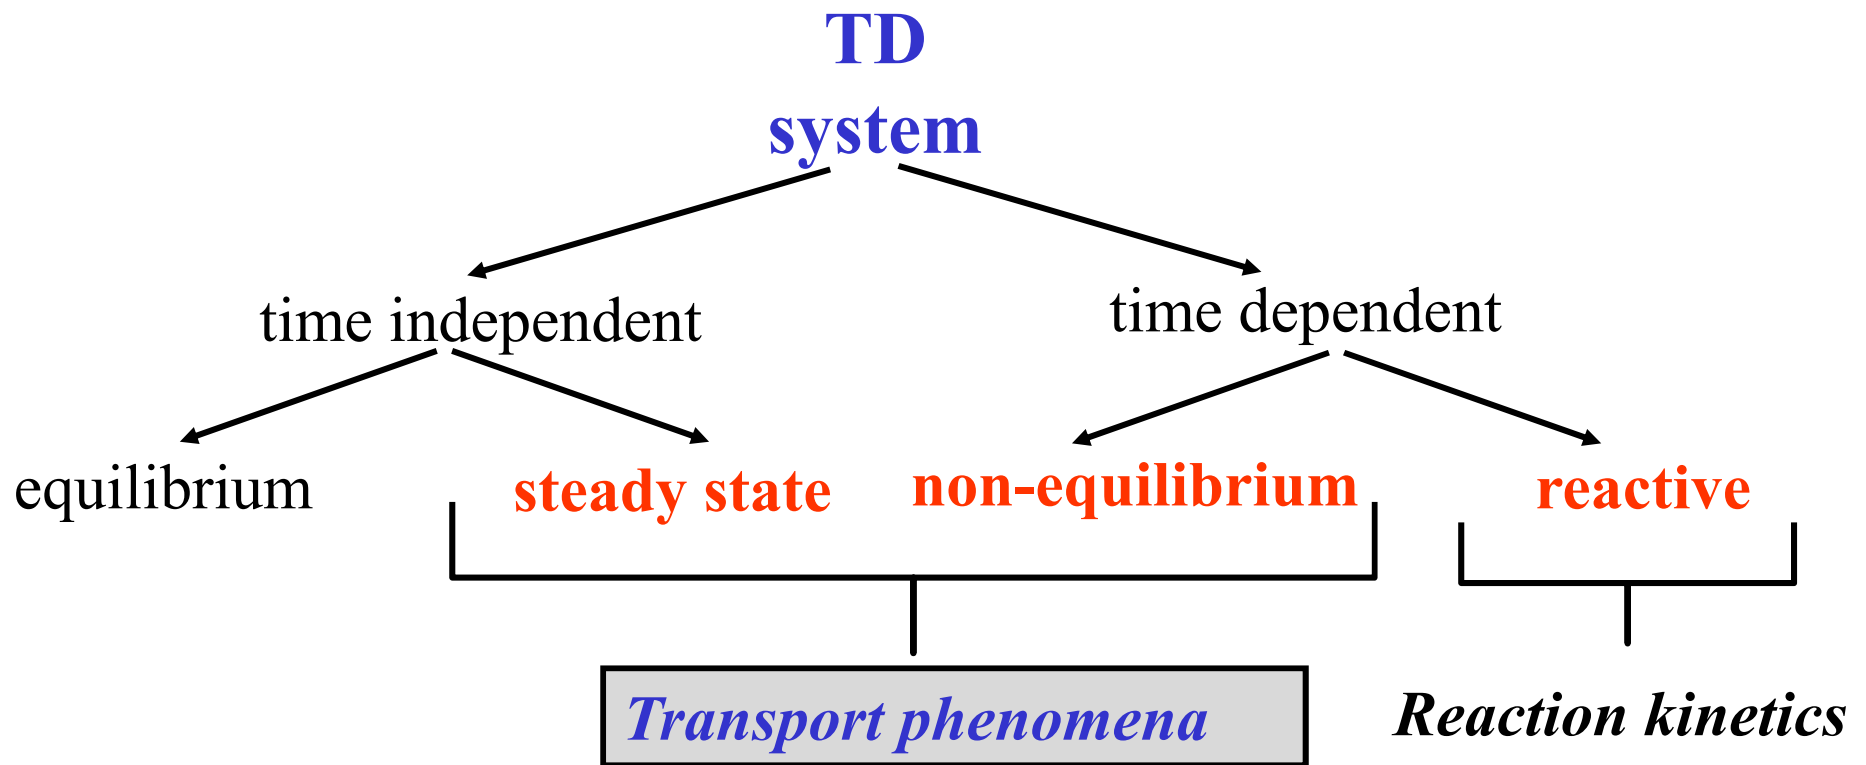 TD
system
time independent
time dependent
equilibrium
steady state
non-equilibrium
reactive
Transport phenomena
Reaction kinetics